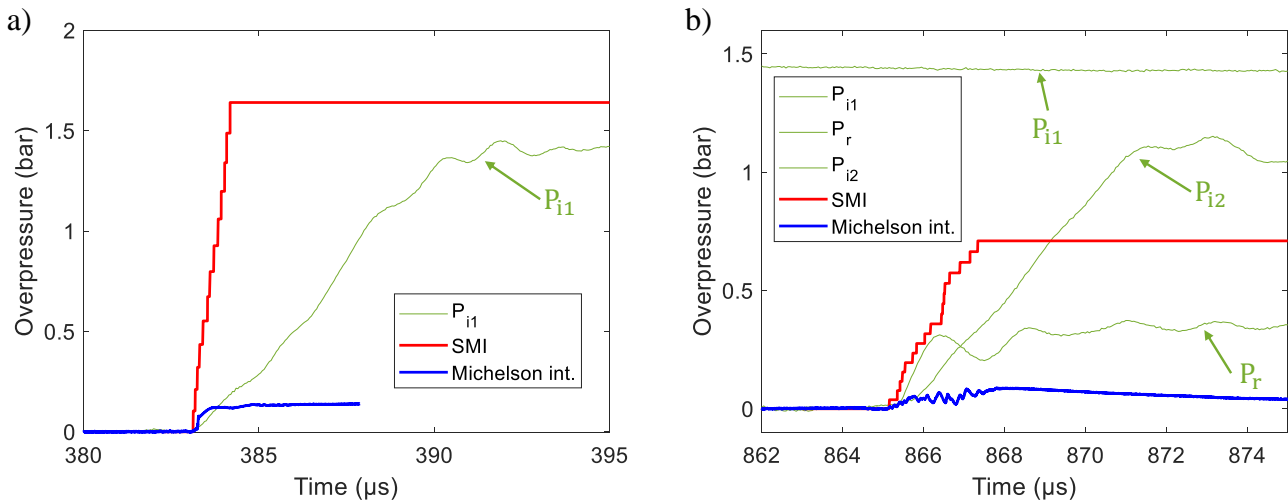 a)
2
1.5
1
0.5
0
Overpressure (bar)
380
385
390
395
Time (µs)
P_i1
P_i1
SMI
Michelson int.
b)
1.5
1
0.5
0
Overpressure (bar)
862
864
866
868
870
872
874
Time (µs)
P_i1
P_r
P_i2
SMI
Michelson int.
P_i1
P_i2
P_r